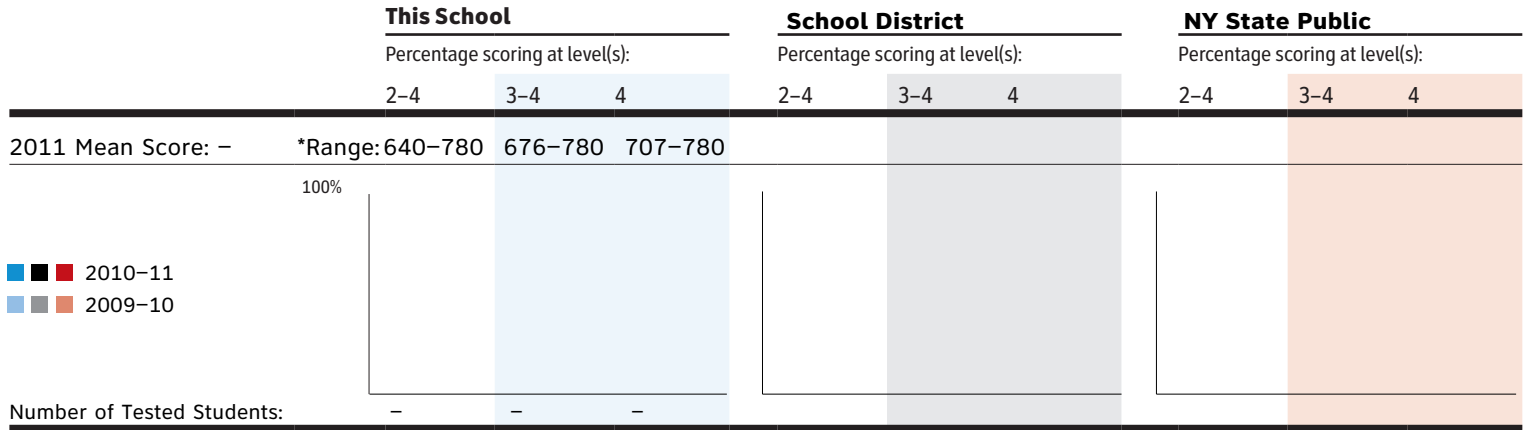 This School School District NY State Public
Percentage scoring at level(s): Percentage scoring at level(s): Percentage scoring at level(s):
2–4 3–4 4 2–4 3–4 4 2–4 3–4 4
2011 Mean Score: – *Range: 640–780 676–780 707–780
100%
2010–11
2009–10
Number of Tested Students: – – –